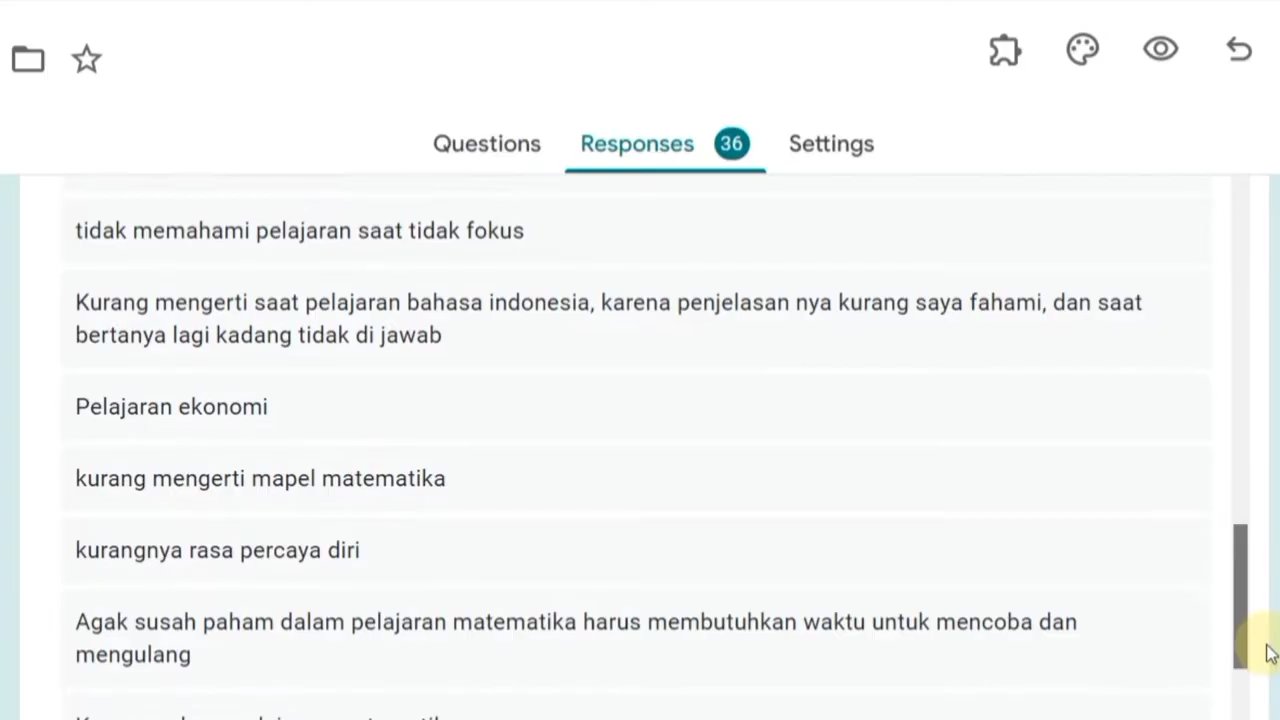 Questions
Responses
36
Settings
tidak memahami pelajaran saat tidak fokus
Kurang mengerti saat pelajaran bahasa indonesia, karena penjelasan nya kurang saya fahami, dan saat
bertanya lagi kadang tidak di jawab
Pelajaran ekonomi
kurang mengerti mapel matematika
kurangnya rasa percaya diri
Agak susah paham dalam pelajaran matematika harus membutuhkan waktu untuk mencoba dan
mengulang